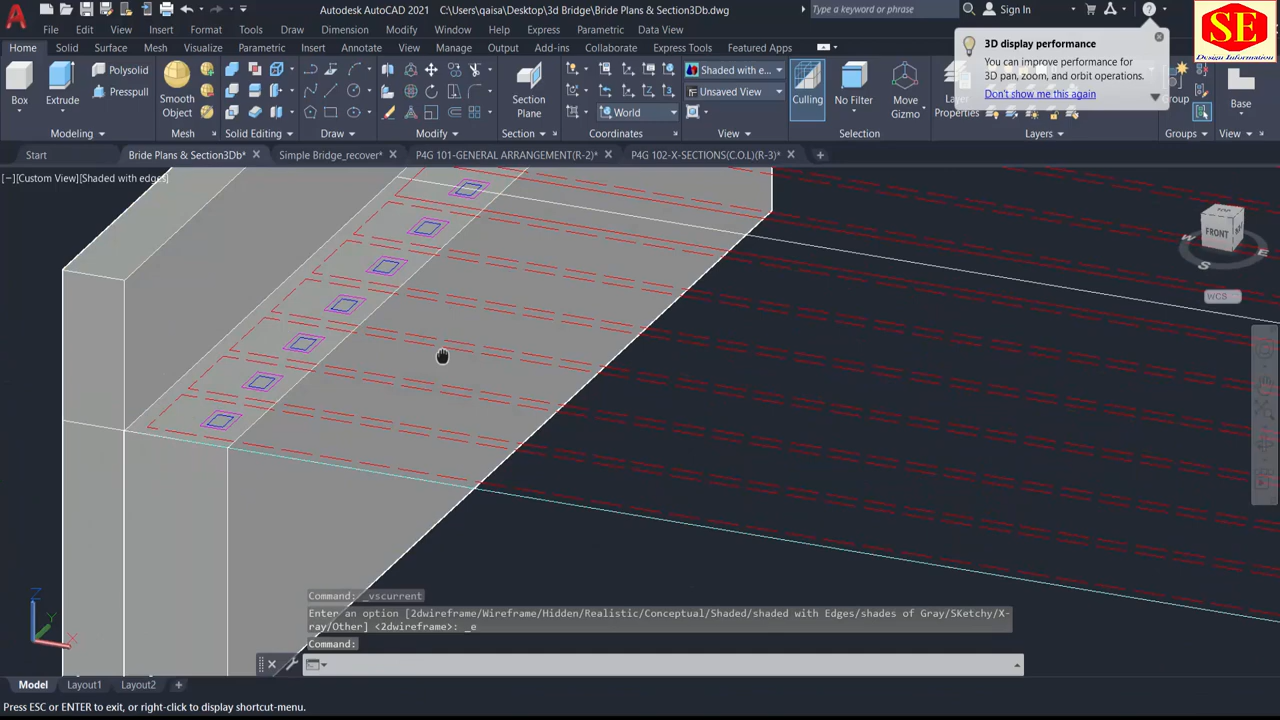 Autodesk AutoCAD 2021 C:\Users\qaisa\Desktop\3d Bridge\Bride Plans & Section3Db.dwg
Type a keyword or phrase
Sign In
SE
Design Information
File Edit View Insert Format Tools Draw Dimension Modify Window Help Express Parametric
Home Solid Surface Mesh Visualize Parametric Insert Annotate View Manage Output Add-ins Collaborate Express Tools Featured Apps
3D display performance
You can improve performance for
3D pan, zoom, and orbit operations.
Don't show me this again
Polysolid
Presspull
Box Extrude
Smooth
Object
Section
Plane
World
Shaded with e...
Unsaved View
Culling No Filter
Move
Gizmo
Layer
Properties
Group
Base
Modeling Mesh Solid Editing Draw Modify Section Coordinates View Selection Layers Groups View
Start Bride Plans & Section3Db* Simple Bridge_recover* P4G 101-GENERAL ARRANGEMENT(R-2)* P4G 102-X-SECTIONS(C.O.L)(R-3)*
[−][Custom View][Shaded with edges]
FRONT
W
S
E
WCS
Z
Y
X
Command: _vscurrent
Enter an option [2dwireframe/Wireframe/Hidden/Realistic/Conceptual/Shaded/shaded with Edges/shades of Gray/SKetchy/X-
ray/Other] <2dwireframe>: _e
Command:
Model Layout1 Layout2
Press ESC or ENTER to exit, or right-click to display shortcut-menu.